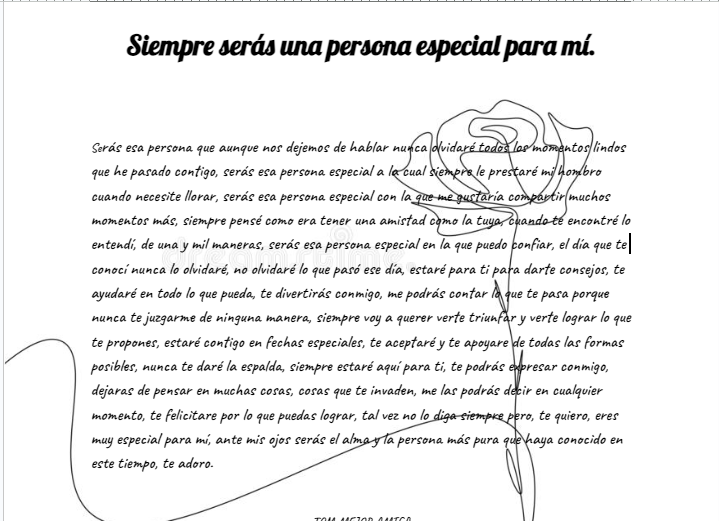 Siempre serás una persona especial para mí.
Serás esa persona que aunque nos dejemos de hablar nunca olvidaré todos los momentos lindos
que he pasado contigo, serás esa persona especial a la cual siempre le prestaré mi hombro
cuando necesite llorar, serás esa persona especial con la que me gustaría compartir muchos
momentos más, siempre pensé como era tener una amistad como la tuya, cuando te encontré lo
entendí, de una y mil maneras, serás esa persona especial en la que puedo confiar, el día que te
conocí nunca lo olvidaré, no olvidaré lo que pasó ese día, estaré para ti para darte consejos, te
ayudaré en todo lo que pueda, te divertirás conmigo, me podrás contar lo que te pasa porque
nunca te juzgarme de ninguna manera, siempre voy a querer verte triunfar y verte lograr lo que
te propones, estaré contigo en fechas especiales, te aceptaré y te apoyare de todas las formas
posibles, nunca te daré la espalda, siempre estaré aquí para ti, te podrás expresar conmigo,
dejaras de pensar en muchas cosas, cosas que te invaden, me las podrás decir en cualquier
momento, te felicitare por lo que puedas lograr, tal vez no lo diga siempre pero, te quiero, eres
muy especial para mí, ante mis ojos serás el alma y la persona más pura que haya conocido en
este tiempo, te adoro.